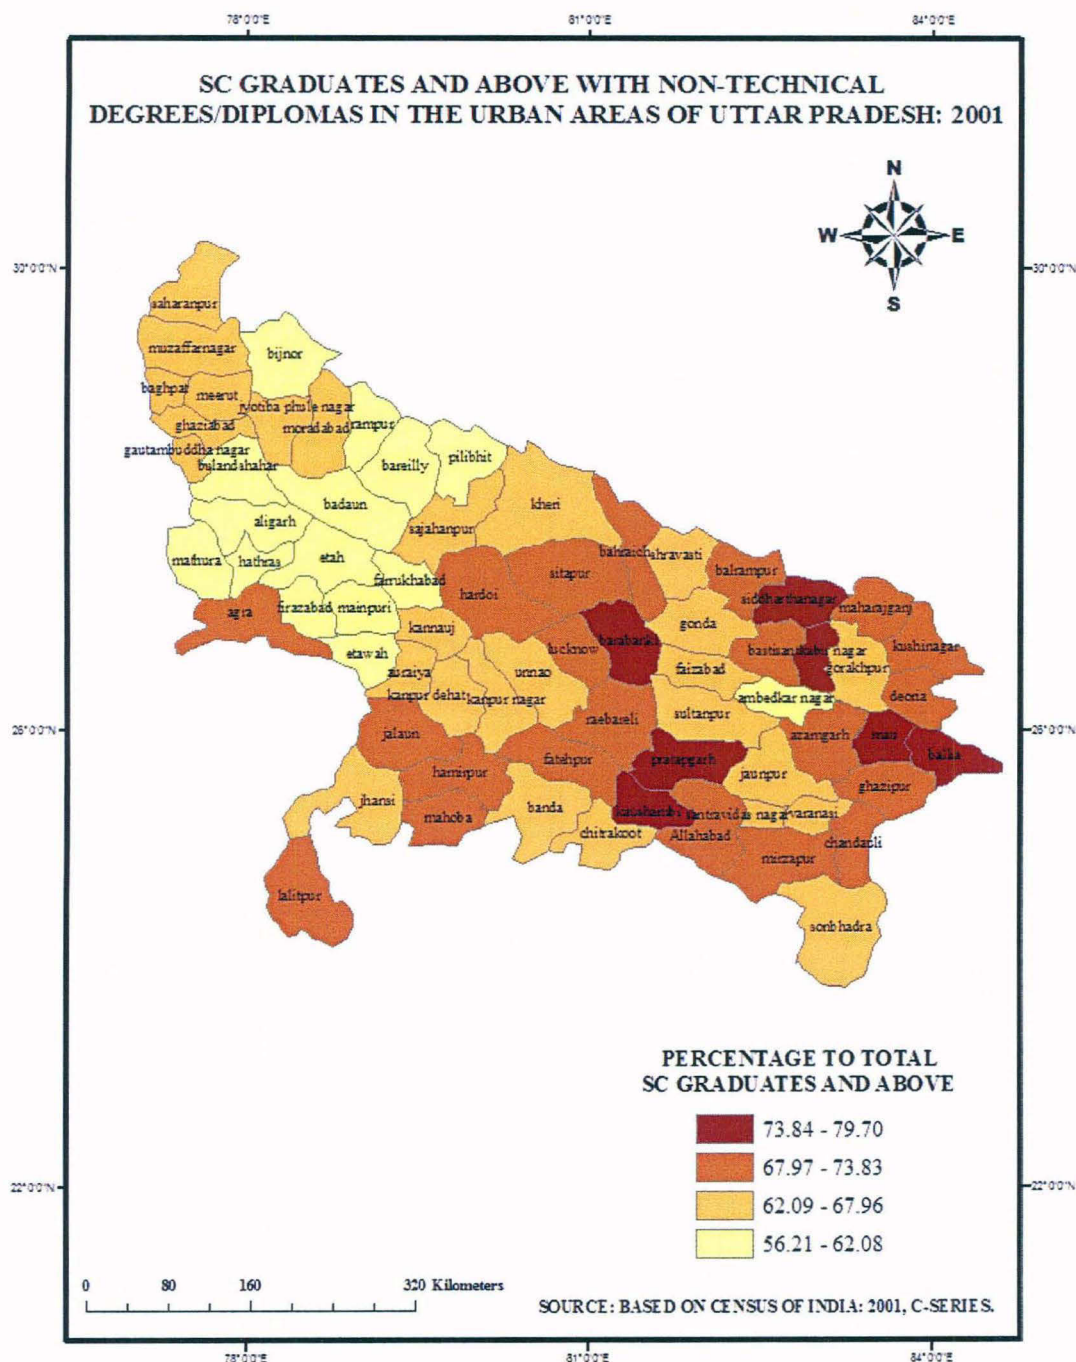 78°0'0"E 81°0'0"E 84°0'0"E
SC GRADUATES AND ABOVE WITH NON-TECHNICAL
DEGREES/DIPLOMAS IN THE URBAN AREAS OF UTTAR PRADESH: 2001
N
W E
S
30°0'0"N 30°0'0"N
saharanpur
muzaffarnagar
bijnor
baghpat
meerut
jyotiba phule nagar
ghaziabad
moradabad
rampur
gautambuddha nagar
bulandshahar
bareilly
pilibhit
badaun
kheri
aligarh
sajahanpur
mathura
hathras
etah
bahraich
shravasti
farrukhabad
sitapur
balrampur
hardoi
siddharthanagar
agra
firazabad
mainpuri
maharajganj
kannauj
gonda
barabanki
lucknow
kushinagar
etawah
basti
sant kabir nagar
gorakhpur
auraiya
unnao
faizabad
kanpur dehat
kanpur nagar
ambedkar nagar
deoria
sultanpur
raebareli
26°0'0"N 26°0'0"N
jalaun
azamgarh
mau
ballia
fatehpur
pratapgarh
hamirpur
jaunpur
ghazipur
jhansi
banda
kaushambi
santravidas nagar
varanasi
mahoba
chitrakoot
Allahabad
chandauli
mirzapur
lalitpur
sonbhadra
PERCENTAGE TO TOTAL
SC GRADUATES AND ABOVE
73.84 - 79.70
67.97 - 73.83
22°0'0"N 22°0'0"N
62.09 - 67.96
56.21 - 62.08
0 80 160 320 Kilometers
SOURCE: BASED ON CENSUS OF INDIA: 2001, C-SERIES.
78°0'0"E 81°0'0"E 84°0'0"E